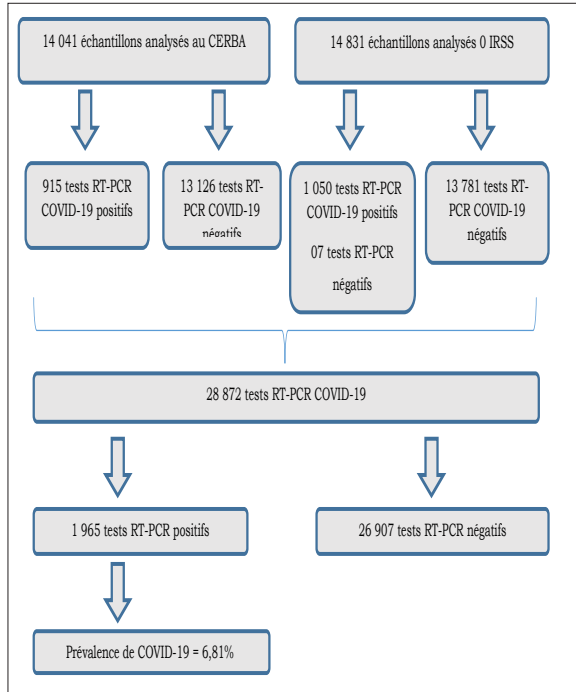 14 041 échantillons analysés au CERBA
14 831 échantillons analysés 0 IRSS
915 tests RT-PCR
COVID-19 positifs
13 126 tests RT-
PCR COVID-19
négatifs
1 050 tests RT-PCR
COVID-19 positifs
07 tests RT-PCR
négatifs
13 781 tests RT-
PCR COVID-19
négatifs
28 872 tests RT-PCR COVID-19
1 965 tests RT-PCR positifs
26 907 tests RT-PCR négatifs
Prévalence de COVID-19 = 6,81%